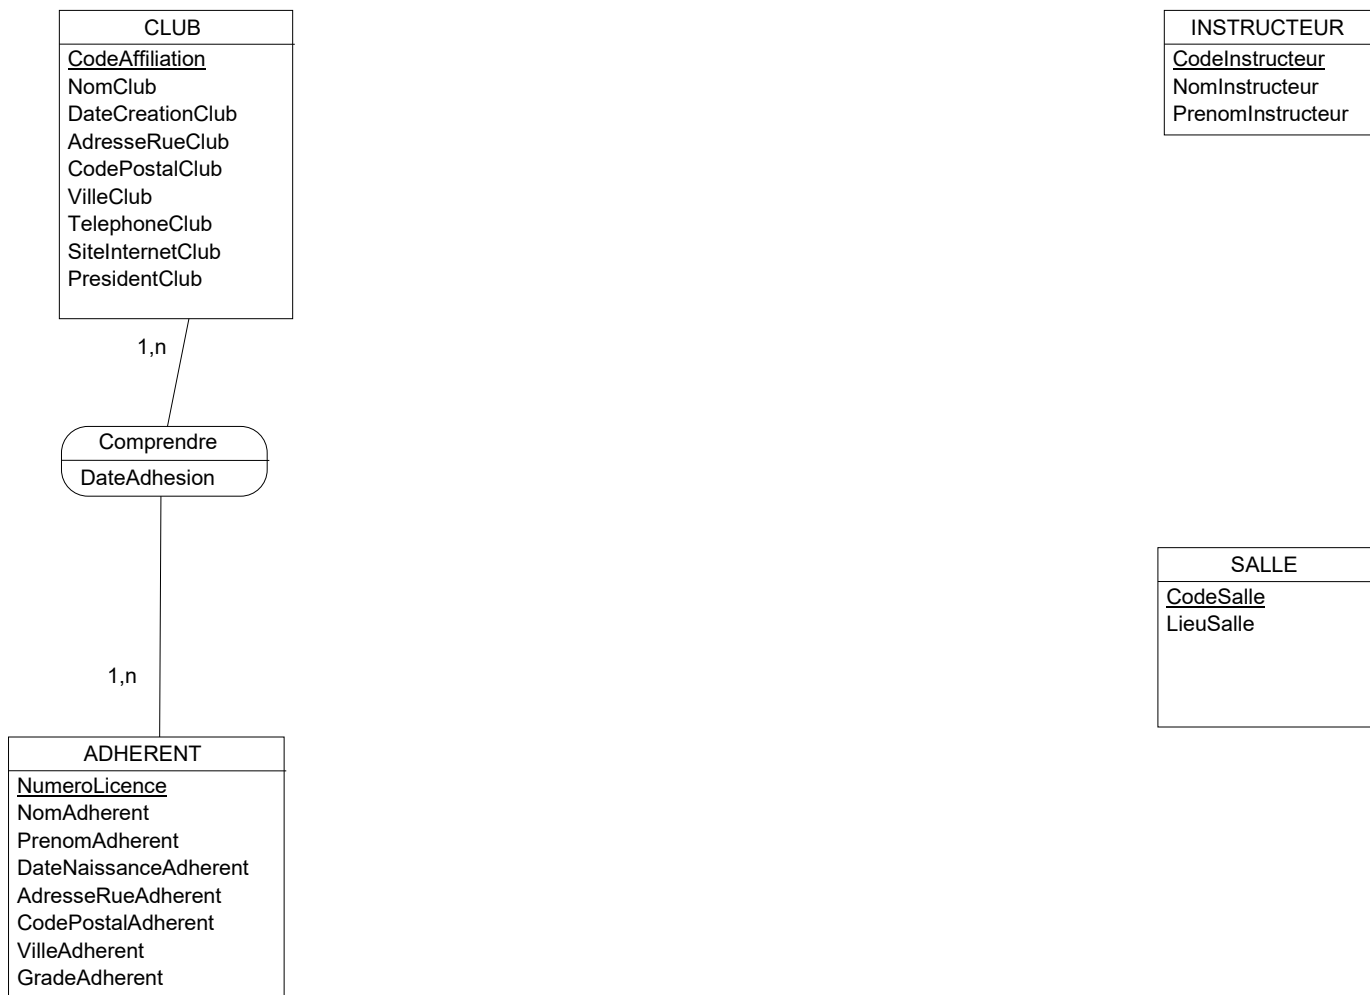 CLUB
CodeAffiliation
NomClub
DateCreationClub
AdresseRueClub
CodePostalClub
VilleClub
TelephoneClub
SiteInternetClub
PresidentClub
1,n
Comprendre
DateAdhesion
1,n
ADHERENT
NumeroLicence
NomAdherent
PrenomAdherent
DateNaissanceAdherent
AdresseRueAdherent
CodePostalAdherent
VilleAdherent
GradeAdherent
INSTRUCTEUR
CodeInstructeur
NomInstructeur
PrenomInstructeur
SALLE
CodeSalle
LieuSalle